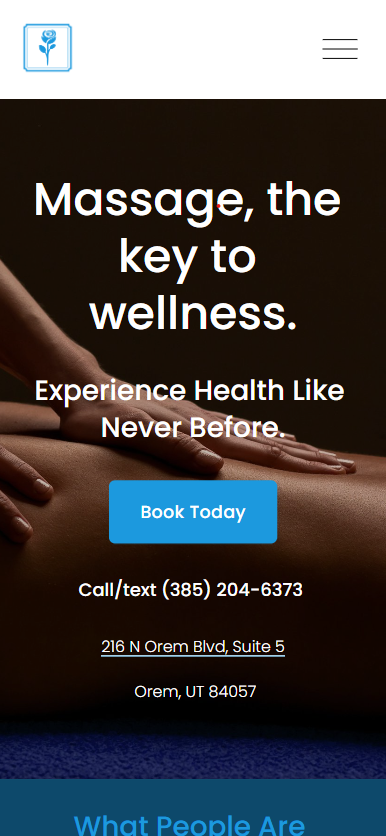 Massage, the
key to
wellness.
Experience Health Like
Never Before.
Book Today
Call/text (385) 204-6373
216 N Orem Blvd, Suite 5
Orem, UT 84057
What People Are